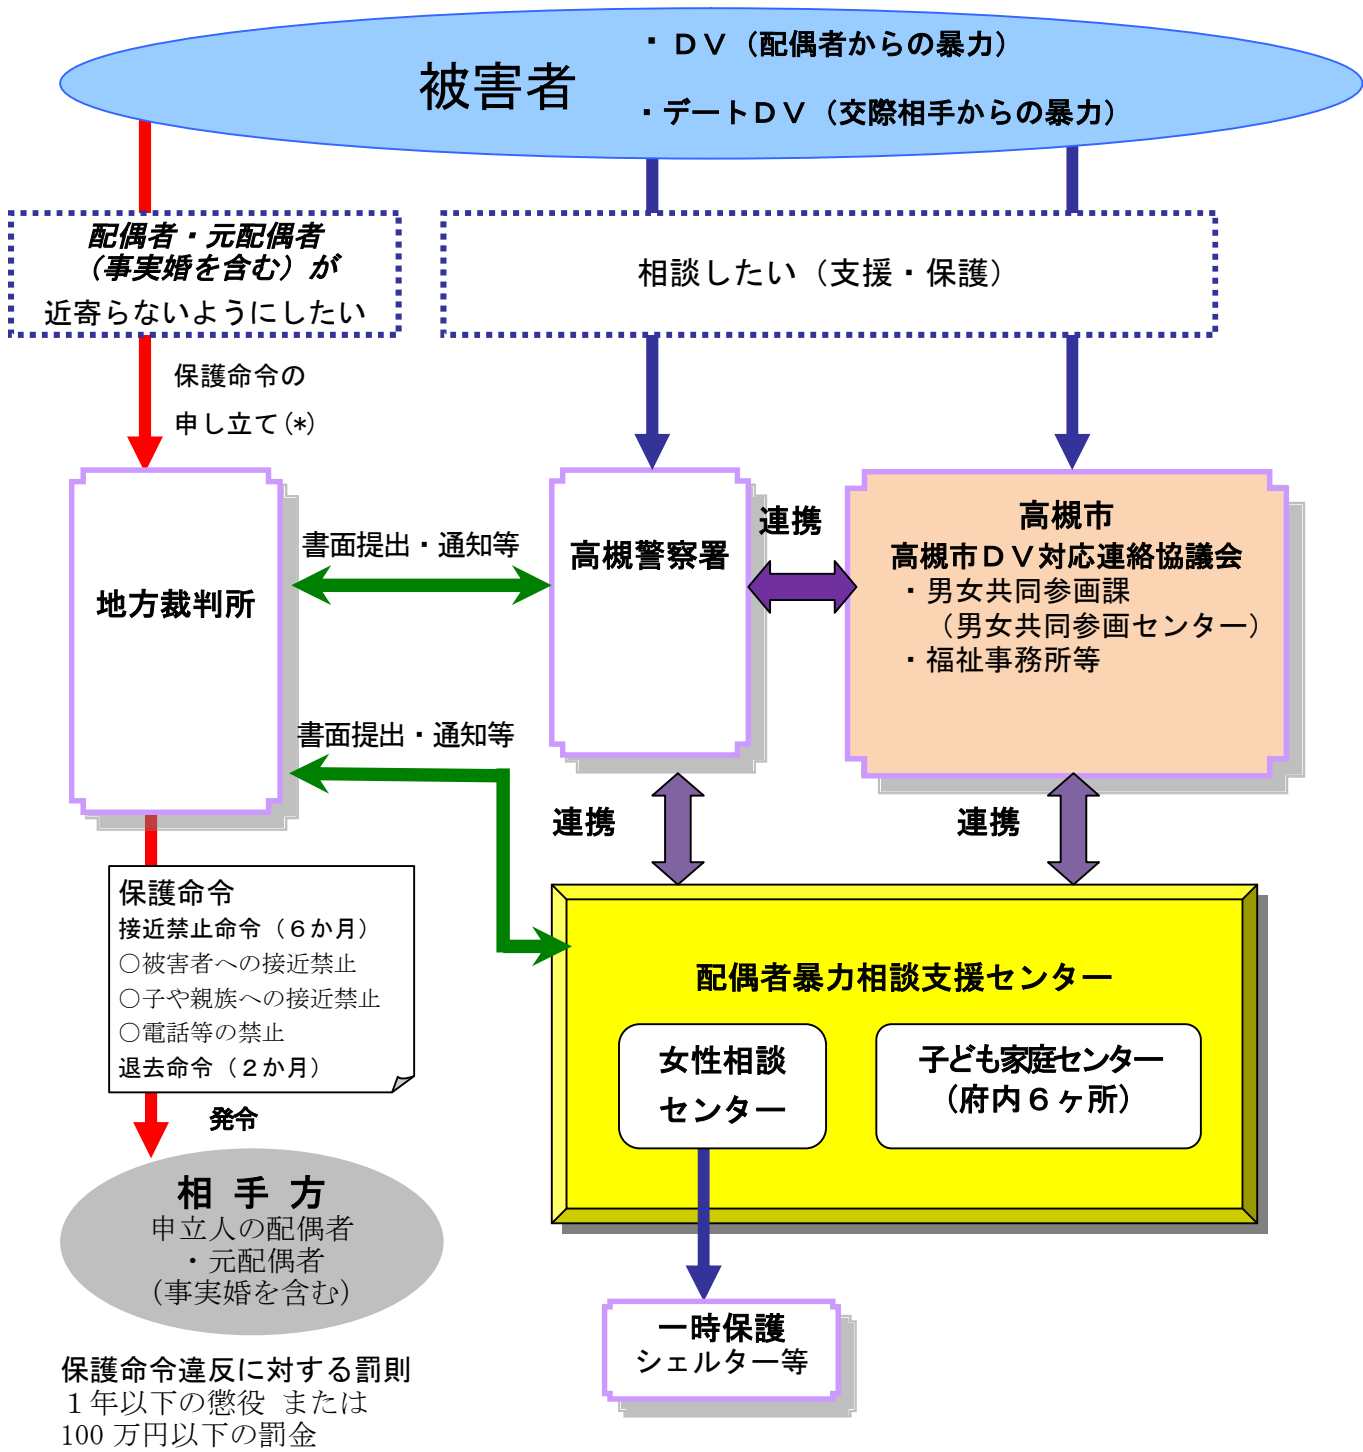 被害者
・ＤＶ（配偶者からの暴力）
・デートＤＶ（交際相手からの暴力）
配偶者・元配偶者
（事実婚を含む）が
近寄らないようにしたい
相談したい（支援・保護）
保護命令の
申し立て(*)
地方裁判所
書面提出・通知等
高槻警察署
連携
高槻市
高槻市ＤＶ対応連絡協議会
・男女共同参画課
（男女共同参画センター）
・福祉事務所等
書面提出・通知等
連携
連携
保護命令
接近禁止命令（６か月）
○被害者への接近禁止
○子や親族への接近禁止
○電話等の禁止
退去命令（２か月）
発令
配偶者暴力相談支援センター
女性相談
センター
子ども家庭センター
（府内６ヶ所）
相 手 方
申立人の配偶者
・元配偶者
（事実婚を含む）
一時保護
シェルター等
保護命令違反に対する罰則
１年以下の懲役 または
100 万円以下の罰金